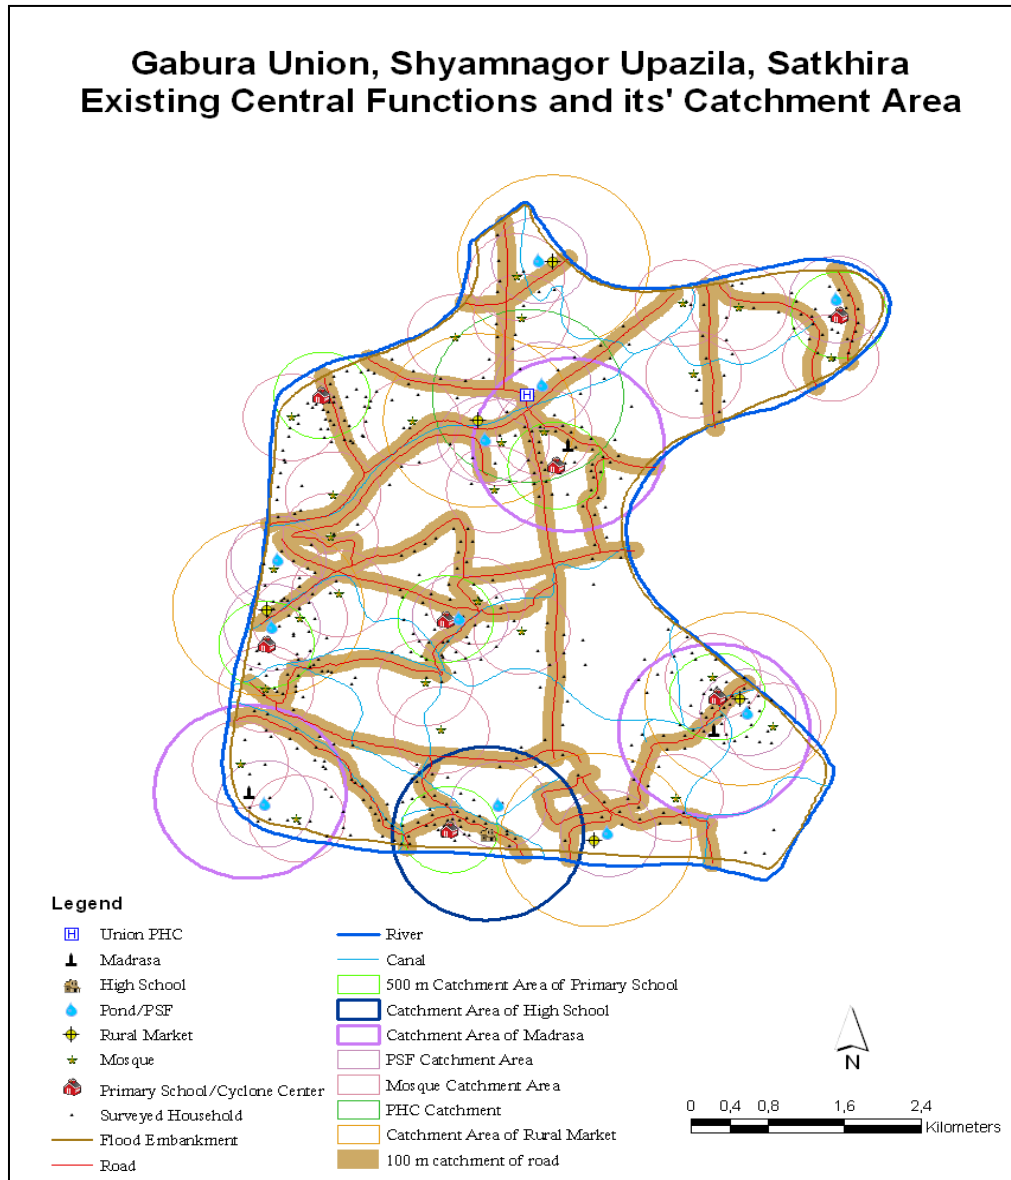 Gabura Union, Shyamnagor Upazila, Satkhira
Existing Central Functions and its' Catchment Area
H
Legend
H Union PHC
Madrasa
High School
Pond/PSF
Rural Market
Mosque
Primary School/Cyclone Center
Surveyed Household
Flood Embankment
Road
River
Canal
500 m Catchment Area of Primary School
Catchment Area of High School
Catchment Area of Madrasa
PSF Catchment Area
Mosque Catchment Area
PHC Catchment
Catchment Area of Rural Market
100 m catchment of road
N
0 0,4 0,8 1,6 2,4
Kilometers